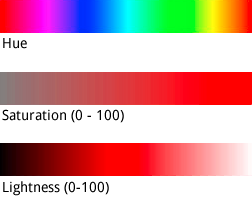 Hue
Saturation (0 - 100)
Lightness (0-100)